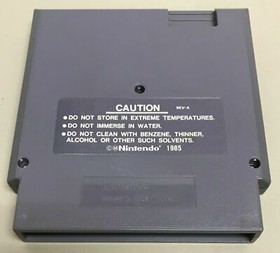 CAUTION REV-A
•DO NOT STORE IN EXTREME TEMPERATURES.
•DO NOT IMMERSE IN WATER.
•DO NOT CLEAN WITH BENZENE, THINNER,
ALCOHOL OR OTHER SUCH SOLVENTS.
©Ⓜ Nintendo 1985